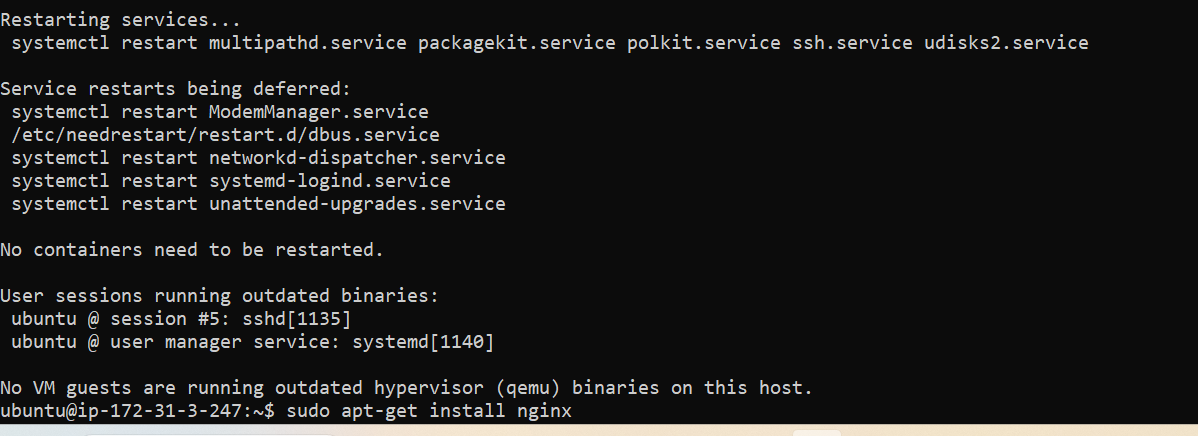 Restarting services...
systemctl restart multipathd.service packagekit.service polkit.service ssh.service udisks2.service
Service restarts being deferred:
systemctl restart ModemManager.service
/etc/needrestart/restart.d/dbus.service
systemctl restart networkd-dispatcher.service
systemctl restart systemd-logind.service
systemctl restart unattended-upgrades.service
No containers need to be restarted.
User sessions running outdated binaries:
ubuntu @ session #5: sshd[1135]
ubuntu @ user manager service: systemd[1140]
No VM guests are running outdated hypervisor (qemu) binaries on this host.
ubuntu@ip-172-31-3-247:~$ sudo apt-get install nginx